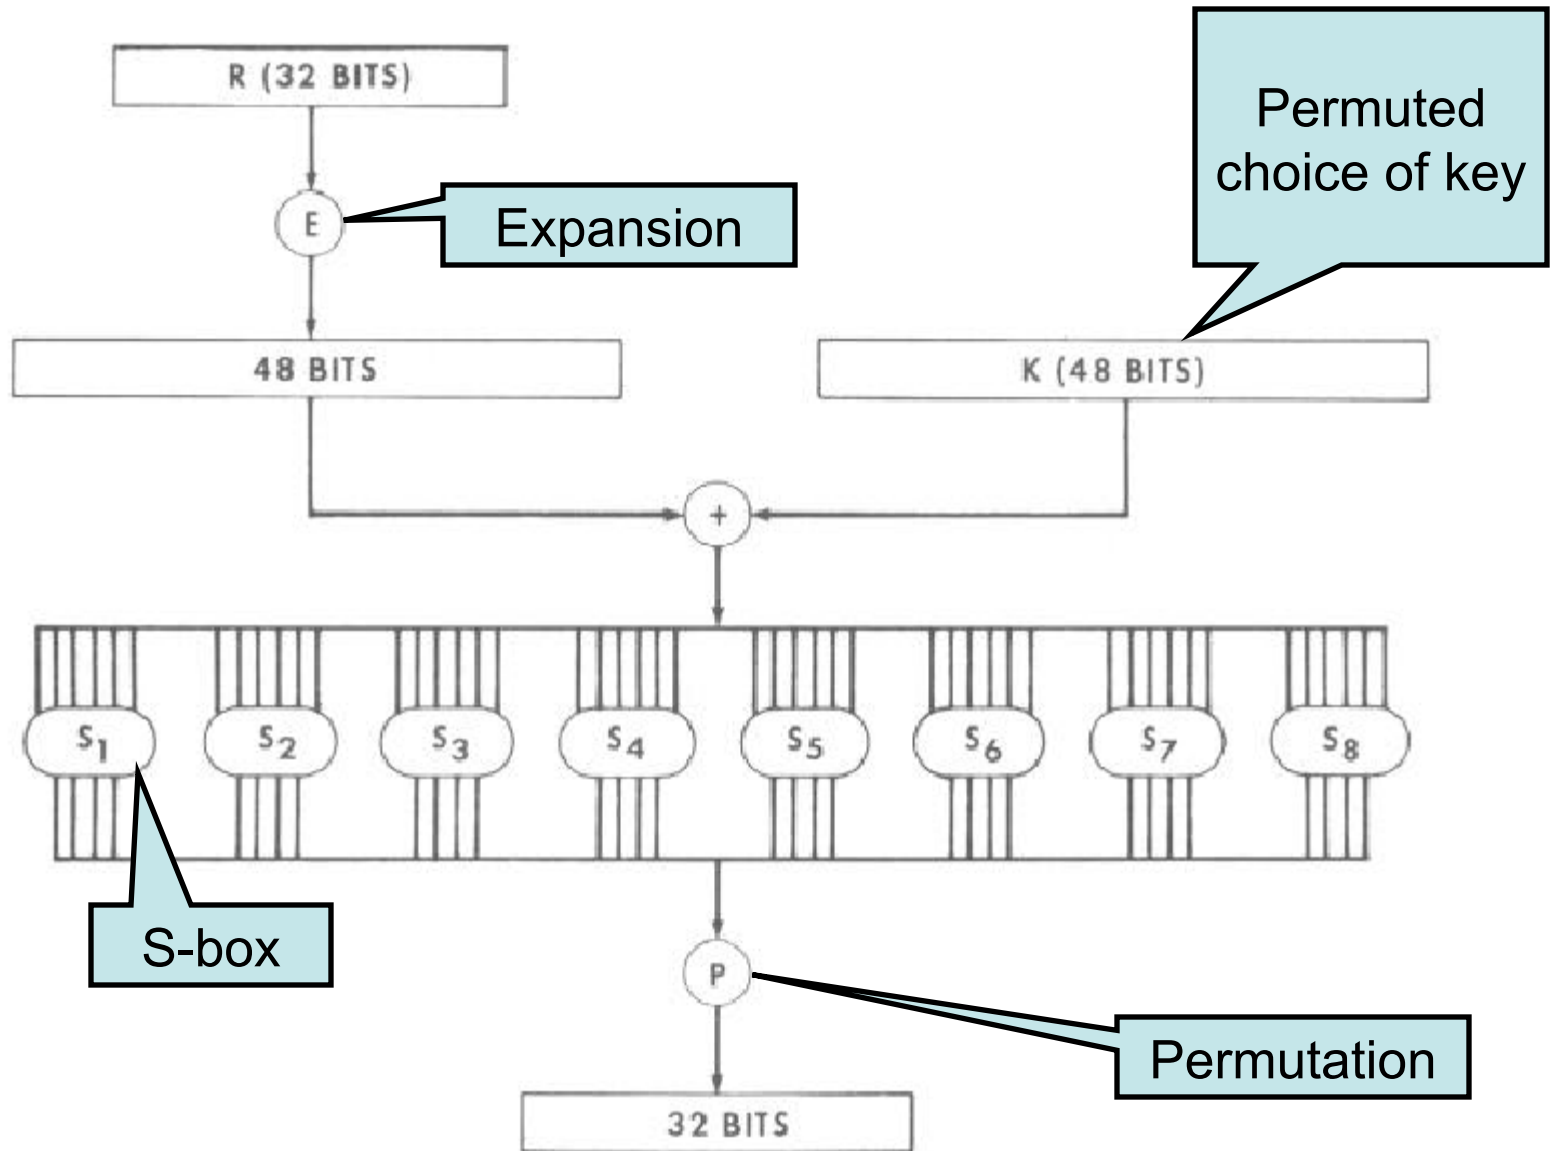 R (32 BITS)
Permuted
choice of key
E
Expansion
48 BITS
K (48 BITS)
+
S1 S2 S3 S4 S5 S6 S7 S8
S-box
P
Permutation
32 BITS